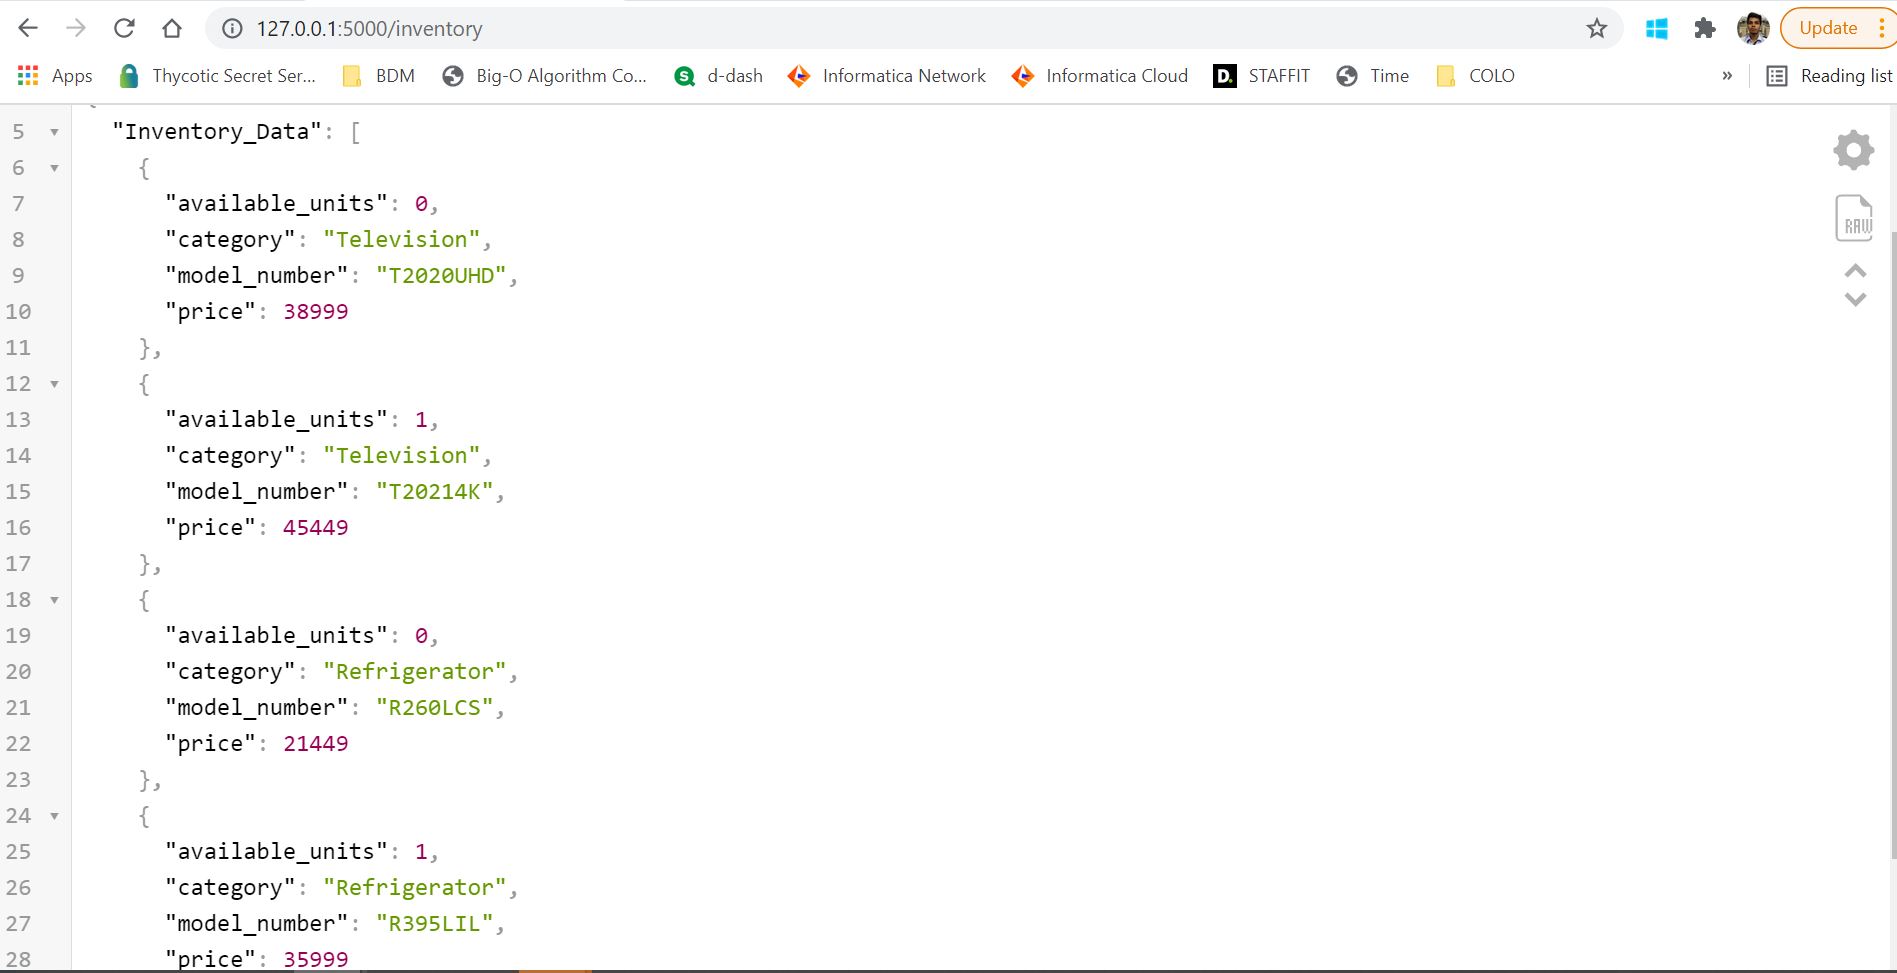 127.0.0.1:5000/inventory
Update
Apps Thycotic Secret Ser... BDM Big-O Algorithm Co... S d-dash Informatica Network Informatica Cloud D. STAFFIT Time COLO » Reading list
5 "Inventory_Data": [
6 {
7 "available_units": 0,
8 "category": "Television",
9 "model_number": "T2020UHD",
10 "price": 38999
11 },
12 {
13 "available_units": 1,
14 "category": "Television",
15 "model_number": "T20214K",
16 "price": 45449
17 },
18 {
19 "available_units": 0,
20 "category": "Refrigerator",
21 "model_number": "R260LCS",
22 "price": 21449
23 },
24 {
25 "available_units": 1,
26 "category": "Refrigerator",
27 "model_number": "R395LIL",
28 "price": 35999
RAW